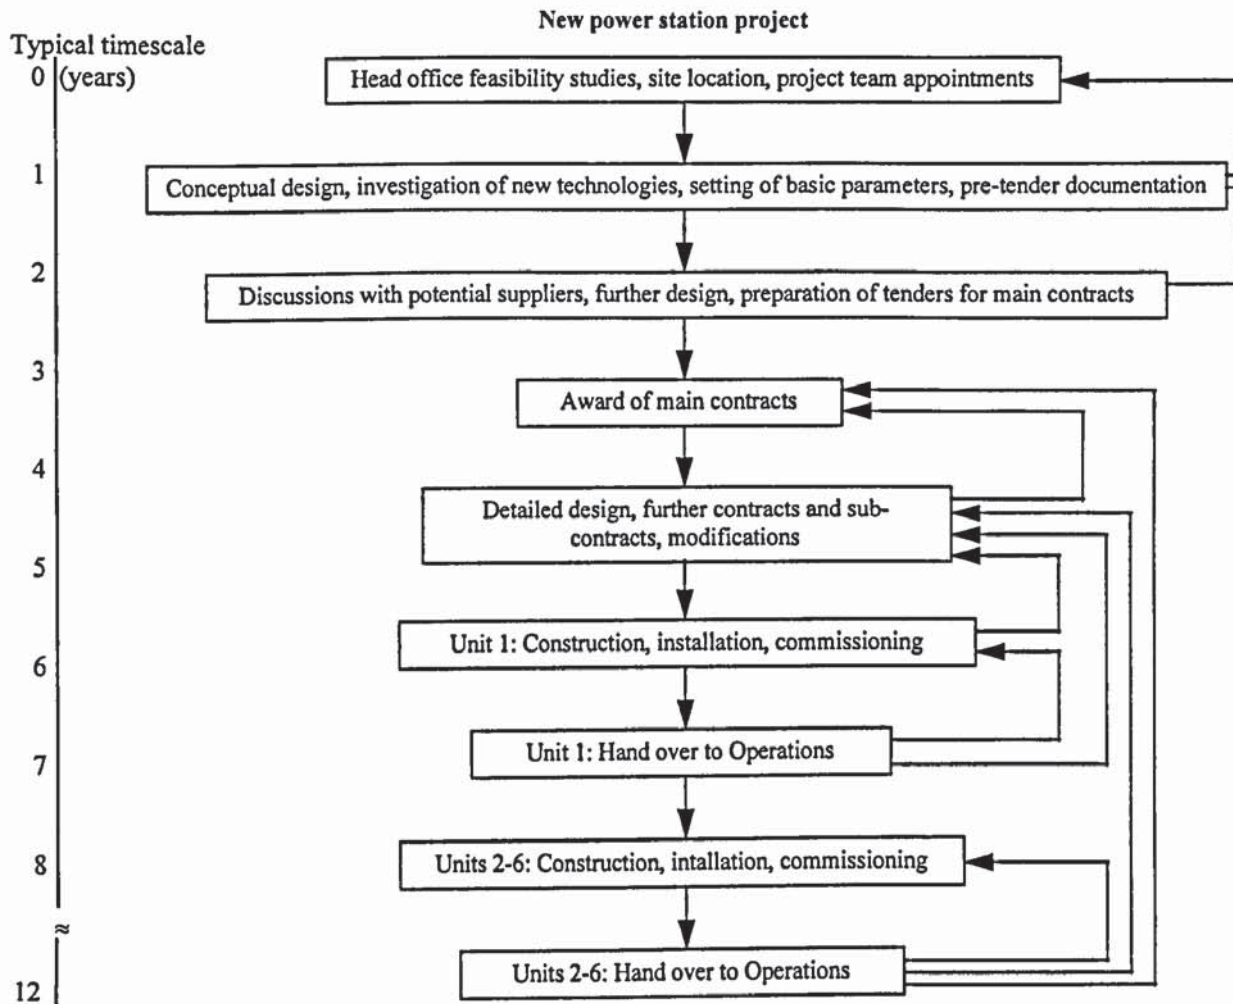 New power station project
Typical timescale
(years)
0
Head office feasibility studies, site location, project team appointments
1
Conceptual design, investigation of new technologies, setting of basic parameters, pre-tender documentation
2
Discussions with potential suppliers, further design, preparation of tenders for main contracts
3
Award of main contracts
4
Detailed design, further contracts and sub-
contracts, modifications
5
Unit 1: Construction, installation, commissioning
6
Unit 1: Hand over to Operations
7
Units 2-6: Construction, intallation, commissioning
8
≈
Units 2-6: Hand over to Operations
12